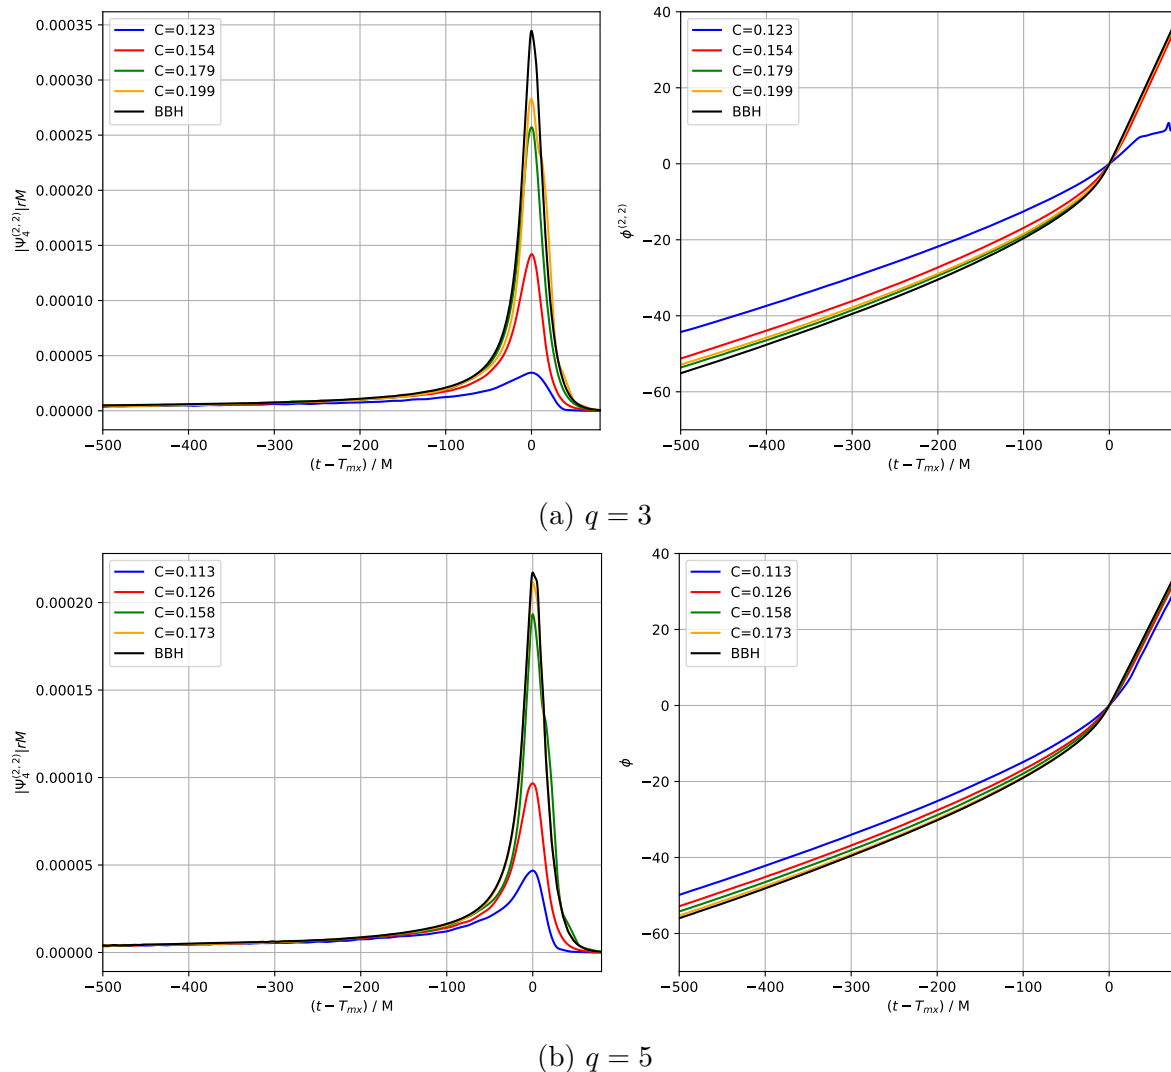 0.00035
0.00030
0.00025
0.00020
0.00015
0.00010
0.00005
0.00000
|Ψ₄^(2,2)|rM
C=0.123
C=0.154
C=0.179
C=0.199
BBH
−500
−400
−300
−200
−100
0
(t − Tₘₓ) / M
40
20
0
−20
−40
−60
ϕ^(2,2)
C=0.123
C=0.154
C=0.179
C=0.199
BBH
−500
−400
−300
−200
−100
0
(t − Tₘₓ) / M
(a) q = 3
0.00020
0.00015
0.00010
0.00005
0.00000
|Ψ₄^(2,2)|rM
C=0.113
C=0.126
C=0.158
C=0.173
BBH
−500
−400
−300
−200
−100
0
(t − Tₘₓ) / M
40
20
0
−20
−40
−60
ϕ
C=0.113
C=0.126
C=0.158
C=0.173
BBH
−500
−400
−300
−200
−100
0
(t − Tₘₓ) / M
(b) q = 5